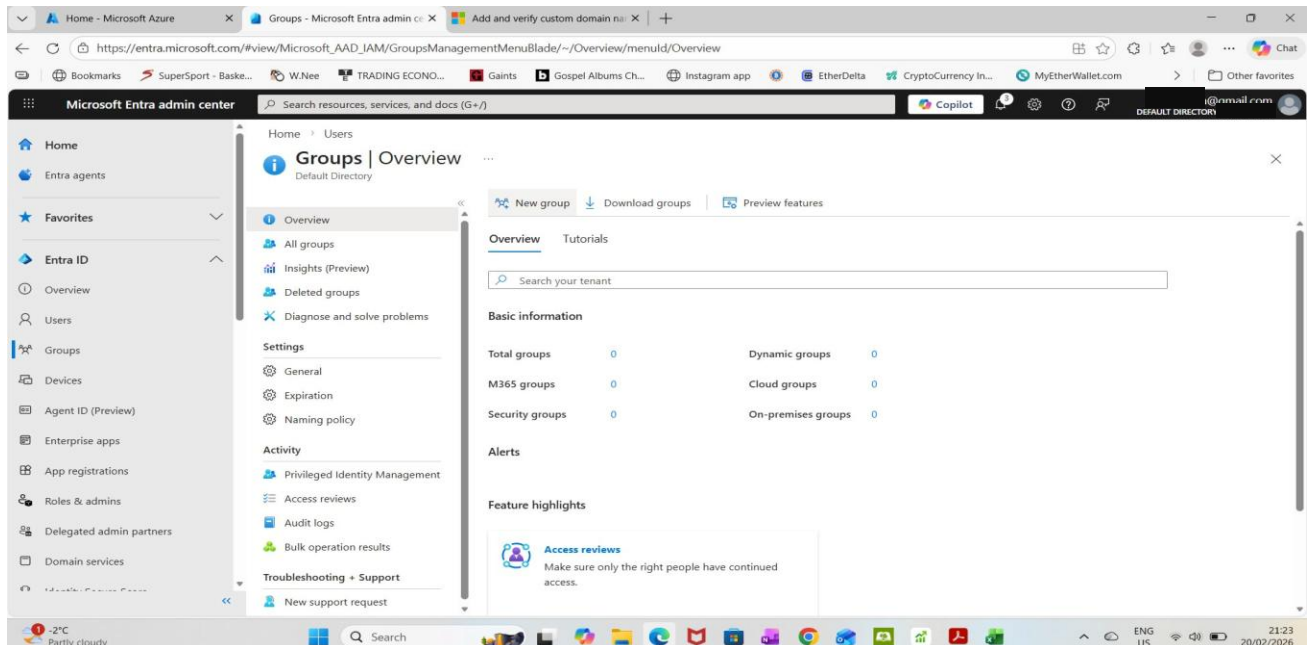 Home - Microsoft Azure
Groups - Microsoft Entra admin ce
Add and verify custom domain na
https://entra.microsoft.com/#view/Microsoft_AAD_IAM/GroupsManagementMenuBlade/~/Overview/menuId/Overview
Chat
Bookmarks SuperSport - Baske... W.Nee TRADING ECONO... Gaints Gospel Albums Ch... Instagram app EtherDelta CryptoCurrency In... MyEtherWallet.com Other favorites
Microsoft Entra admin center
Search resources, services, and docs (G+/)
Copilot
3
@gmail.com
DEFAULT DIRECTORY
Home
Entra agents
Favorites
Entra ID
Overview
Users
Groups
Devices
Agent ID (Preview)
Enterprise apps
App registrations
Roles & admins
Delegated admin partners
Domain services
Home > Users
Groups | Overview ...
Default Directory
Overview
All groups
Insights (Preview)
Deleted groups
Diagnose and solve problems
Settings
General
Expiration
Naming policy
Activity
Privileged Identity Management
Access reviews
Audit logs
Bulk operation results
Troubleshooting + Support
New support request
New group Download groups Preview features
Overview Tutorials
Search your tenant
Basic information
Total groups 0 Dynamic groups 0
M365 groups 0 Cloud groups 0
Security groups 0 On-premises groups 0
Alerts
Feature highlights
Access reviews
Make sure only the right people have continued
access.
1
-2°C
Partly cloudy
Search
ENG
US
21:23
20/02/2026